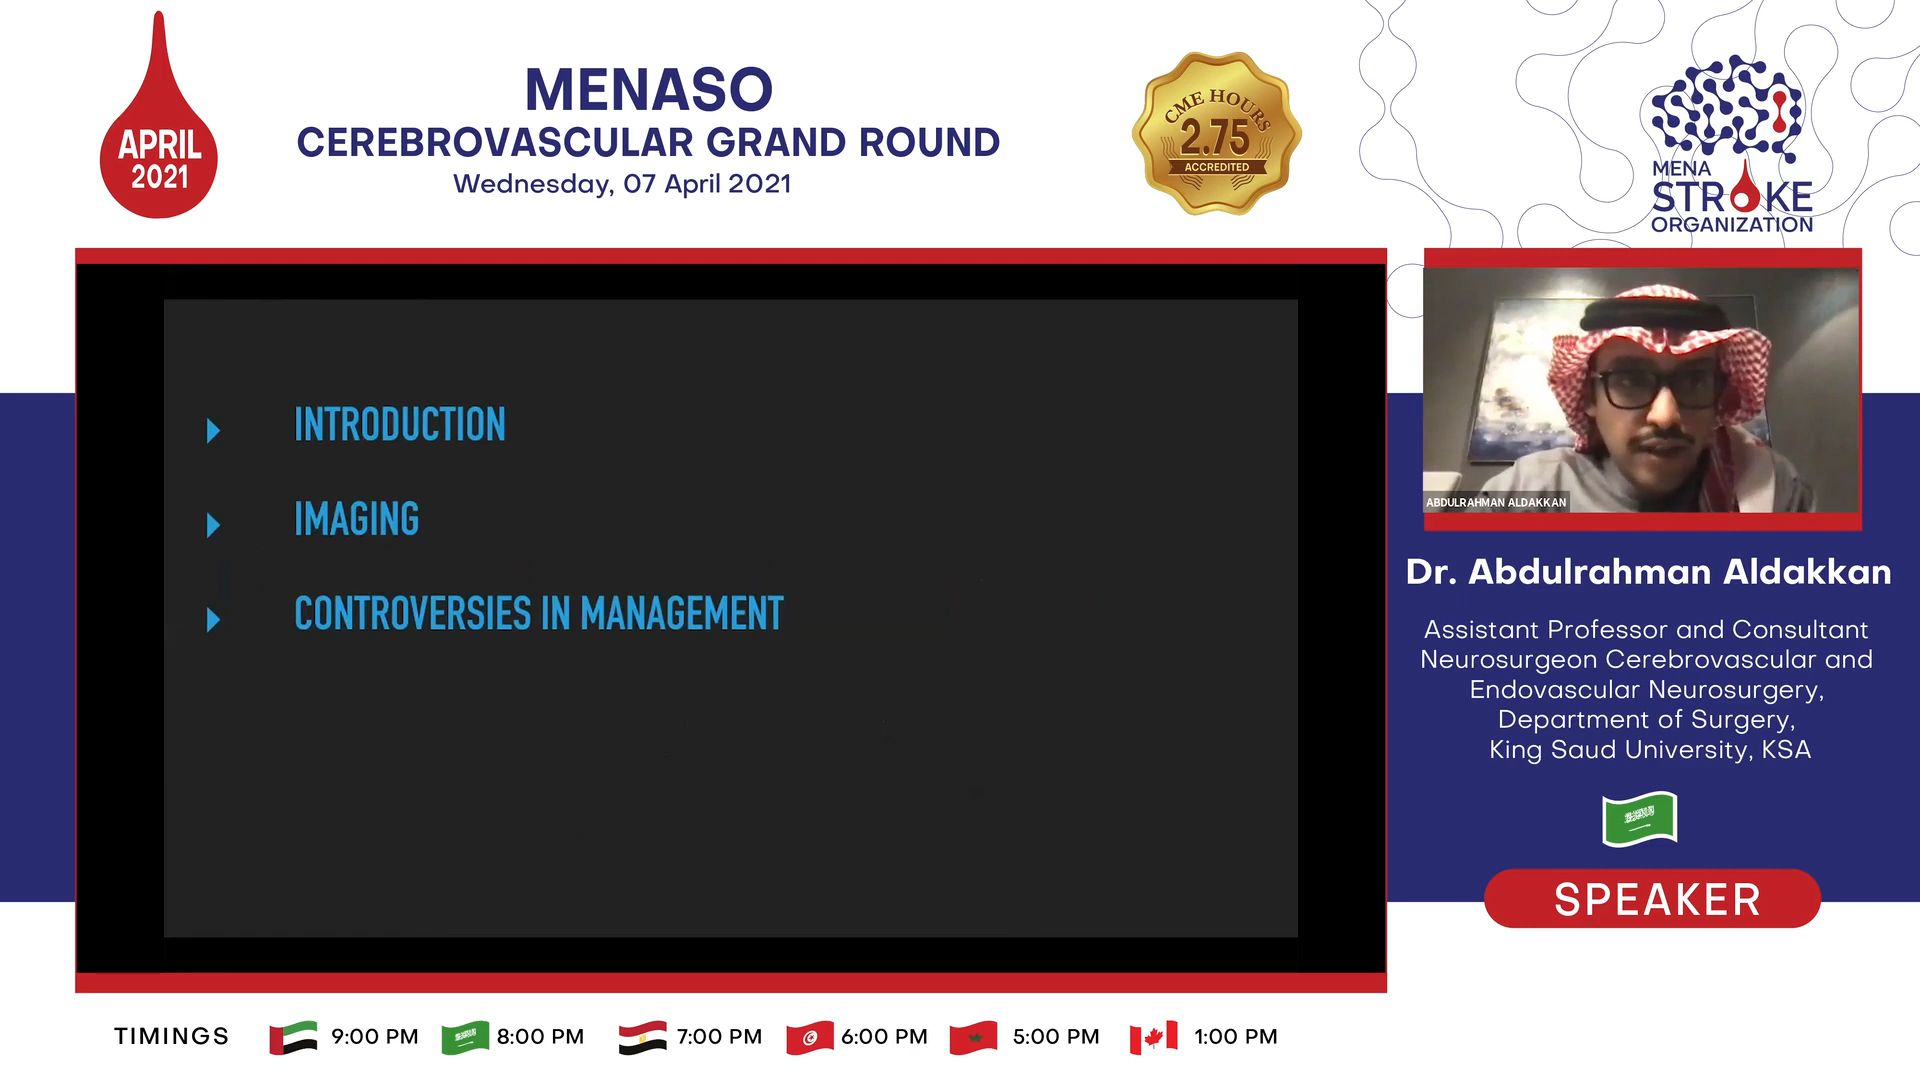 APRIL
2021
MENASO
CEREBROVASCULAR GRAND ROUND
Wednesday, 07 April 2021
CME HOURS
2.75
ACCREDITED
MENA
STROKE
ORGANIZATION
INTRODUCTION
IMAGING
CONTROVERSIES IN MANAGEMENT
ABDULRAHMAN ALDAKKAN
Dr. Abdulrahman Aldakkan
Assistant Professor and Consultant
Neurosurgeon Cerebrovascular and
Endovascular Neurosurgery,
Department of Surgery,
King Saud University, KSA
SPEAKER
TIMINGS 9:00 PM 8:00 PM 7:00 PM 6:00 PM 5:00 PM 1:00 PM